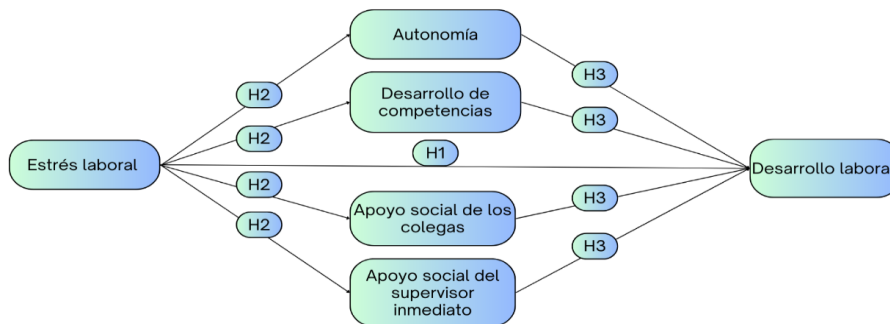 Autonomía
H3
H2
Desarrollo de
competencias
H3
H2
H1
Estrés laboral
Desarrollo labora
H2
Apoyo social de los
colegas
H3
H2
H3
Apoyo social del
supervisor
inmediato